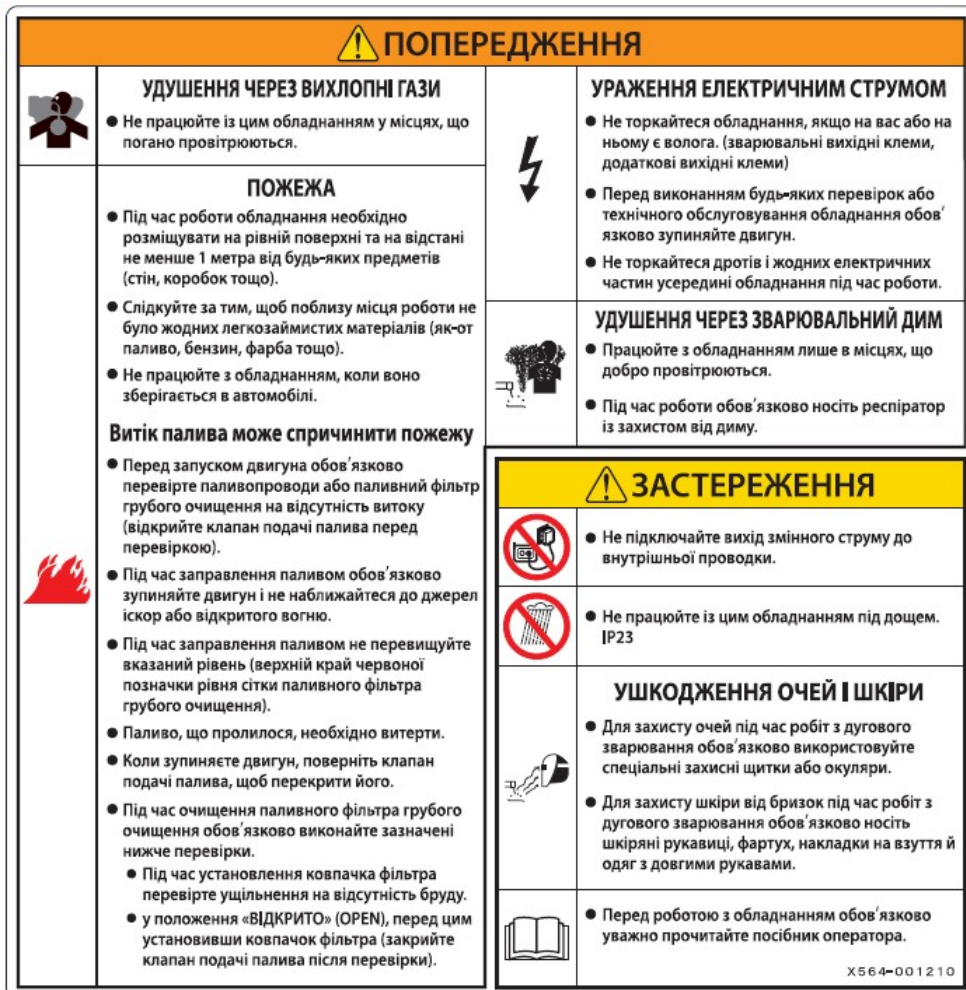 ПОПЕРЕДЖЕННЯ
УДУШЕННЯ ЧЕРЕЗ ВИХЛОПНІ ГАЗИ
● Не працюйте із цим обладнанням у місцях, що
погано провітрюються.
ПОЖЕЖА
● Під час роботи обладнання необхідно
розміщувати на рівній поверхні та на відстані
не менше 1 метра від будь-яких предметів
(стін, коробок тощо).
● Слідкуйте за тим, щоб поблизу місця роботи не
було жодних легкозаймистих матеріалів (як-от
паливо, бензин, фарба тощо).
● Не працюйте з обладнанням, коли воно
зберігається в автомобілі.
Витік палива може спричинити пожежу
● Перед запуском двигуна обов'язково
перевірте паливопроводи або паливний фільтр
грубого очищення на відсутність витоку
(відкрийте клапан подачі палива перед
перевіркою).
● Під час заправлення паливом обов'язково
зупиняйте двигун і не наближайтеся до джерел
іскор або відкритого вогню.
● Під час заправлення паливом не перевищуйте
вказаний рівень (верхній край червоної
позначки рівня сітки паливного фільтра
грубого очищення).
● Паливо, що пролилося, необхідно витерти.
● Коли зупиняєте двигун, поверніть клапан
подачі палива, щоб перекрити його.
● Під час очищення паливного фільтра грубого
очищення обов'язково виконайте зазначені
нижче перевірки.
● Під час установлення ковпачка фільтра
перевірте ущільнення на відсутність бруду.
● у положення «ВІДКРИТО» (OPEN), перед цим
установивши ковпачок фільтра (закрийте
клапан подачі палива після перевірки).
УРАЖЕННЯ ЕЛЕКТРИЧНИМ СТРУМОМ
● Не торкайтеся обладнання, якщо на вас або на
ньому є волога. (зварювальні вихідні клеми,
додаткові вихідні клеми)
● Перед виконанням будь-яких перевірок або
технічного обслуговування обладнання обов'
язково зупиняйте двигун.
● Не торкайтеся дротів і жодних електричних
частин усередині обладнання під час роботи.
УДУШЕННЯ ЧЕРЕЗ ЗВАРЮВАЛЬНИЙ ДИМ
● Працюйте з обладнанням лише в місцях, що
добре провітрюються.
● Під час роботи обов'язково носіть респіратор
із захистом від диму.
ЗАСТЕРЕЖЕННЯ
● Не підключайте вихід змінного струму до
внутрішньої проводки.
● Не працюйте із цим обладнанням під дощем.
IP23
УШКОДЖЕННЯ ОЧЕЙ І ШКІРИ
● Для захисту очей під час робіт з дугового
зварювання обов'язково використовуйте
спеціальні захисні щитки або окуляри.
● Для захисту шкіри від бризок під час робіт з
дугового зварювання обов'язково носіть
шкіряні рукавиці, фартух, накладки на взуття й
одяг з довгими рукавами.
● Перед роботою з обладнанням обов'язково
уважно прочитайте посібник оператора.
X564-001210